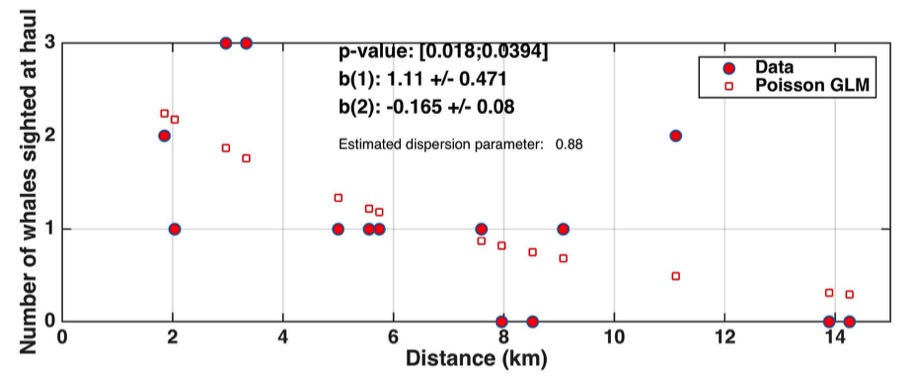 Number of whales sighted at haul
3
2
1
0
p-value: [0.018;0.0394]
b(1): 1.11 +/- 0.471
b(2): -0.165 +/- 0.08
Estimated dispersion parameter: 0.88
Data
Poisson GLM
0 2 4 6 8 10 12 14
Distance (km)